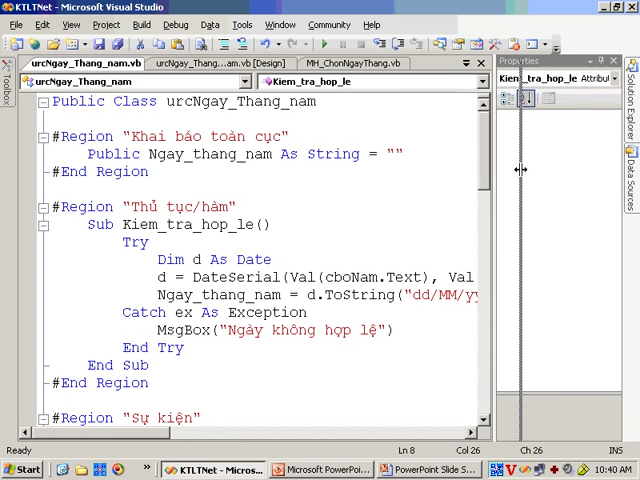 KTLTNet - Microsoft Visual Studio
File Edit View Project Build Debug Data Tools Window Community Help
urcNgay_Thang_nam.vb urcNgay_Thang...am.vb [Design] MH_ChonNgayThang.vb
Properties
urcNgay_Thang_nam Kiem_tra_hop_le
Kiem_tra_hop_le Attribut
Toolbox
Solution Explorer
Data Sources
Public Class urcNgay_Thang_nam
#Region "Khai báo toàn cục"
Public Ngay_thang_nam As String = ""
#End Region
#Region "Thủ tục/hàm"
Sub Kiem_tra_hop_le()
Try
Dim d As Date
d = DateSerial(Val(cboNam.Text), Val
Ngay_thang_nam = d.ToString("dd/MM/yy
Catch ex As Exception
MsgBox("Ngày không hợp lệ")
End Try
End Sub
#End Region
#Region "Sự kiện"
Ready Ln 8 Col 26 Ch 26 INS
Start KTLTNet - Micros... Microsoft PowerPoi... PowerPoint Slide S... 10:40 AM